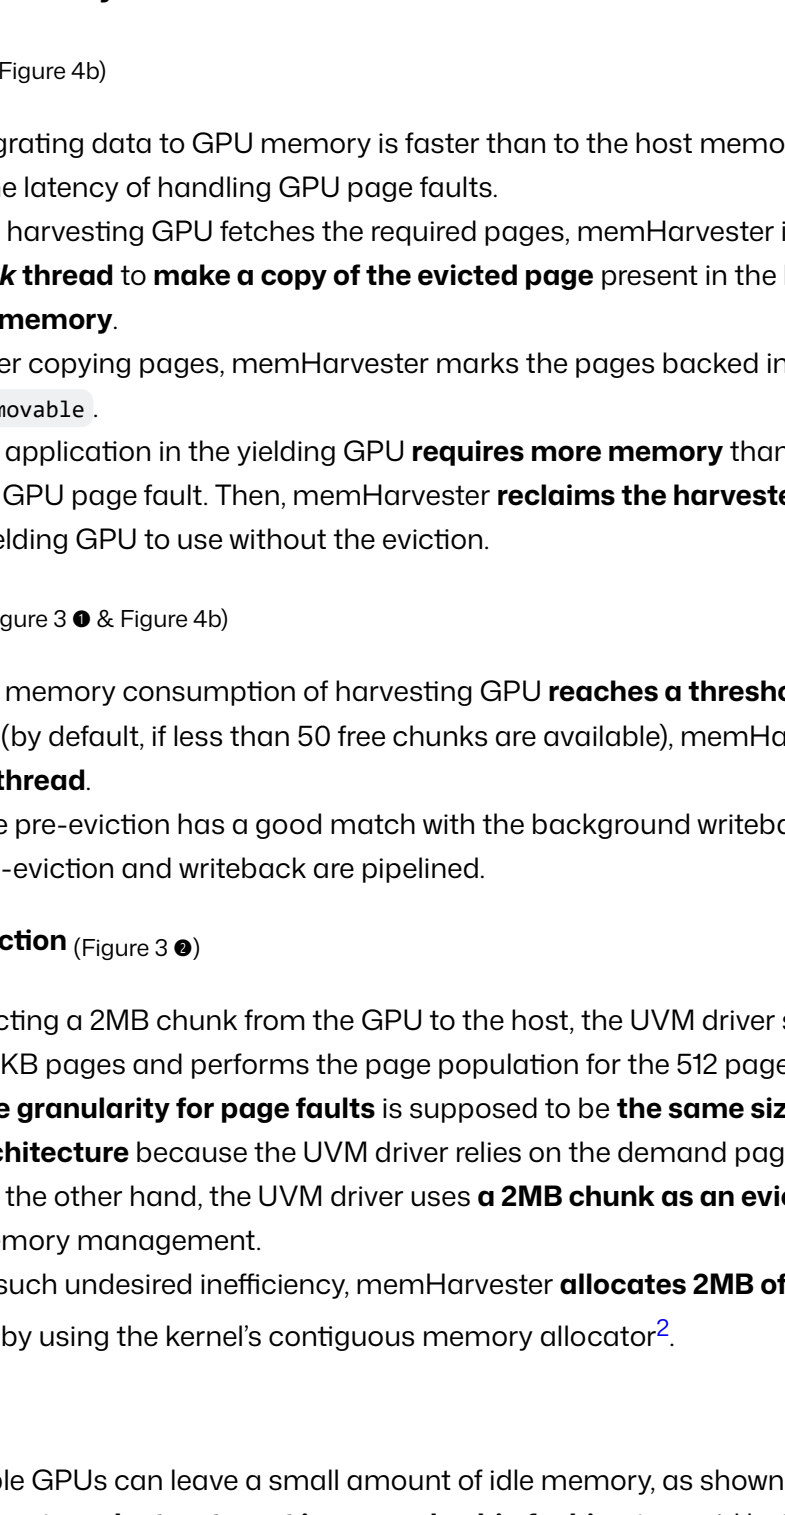 Figure 4b)
grating data to GPU memory is faster than to the host memo
e latency of handling GPU page faults.
harvesting GPU fetches the required pages, memHarvester i
k thread to make a copy of the evicted page present in the
memory.
er copying pages, memHarvester marks the pages backed in
movable.
application in the yielding GPU requires more memory than
GPU page fault. Then, memHarvester reclaims the harveste
elding GPU to use without the eviction.
gure 3 ❶ & Figure 4b)
memory consumption of harvesting GPU reaches a thresho
(by default, if less than 50 free chunks are available), memHa
thread.
e pre-eviction has a good match with the background writeba
-eviction and writeback are pipelined.
ction (Figure 3 ❷)
cting a 2MB chunk from the GPU to the host, the UVM driver s
KB pages and performs the page population for the 512 page
e granularity for page faults is supposed to be the same siz
chitecture because the UVM driver relies on the demand pag
the other hand, the UVM driver uses a 2MB chunk as an evi
emory management.
such undesired inefficiency, memHarvester allocates 2MB of
by using the kernel’s contiguous memory allocator2.
ole GPUs can leave a small amount of idle memory, as shown